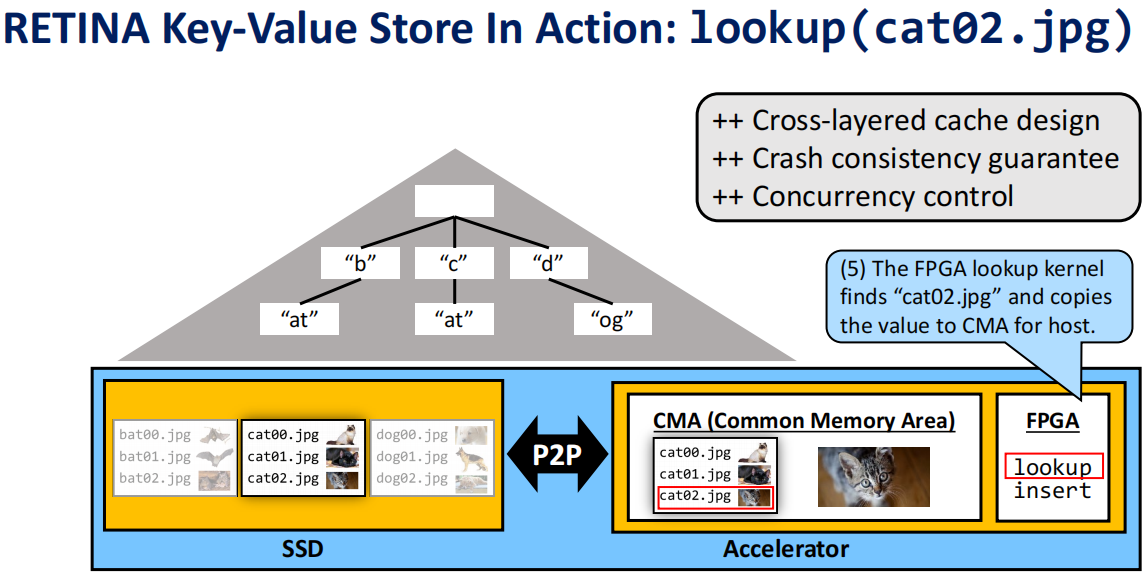 RETINA Key-Value Store In Action: lookup(cat02.jpg)
++ Cross-layered cache design
++ Crash consistency guarantee
++ Concurrency control
“b” “c” “d”
“at” “at” “og”
(5) The FPGA lookup kernel
finds “cat02.jpg” and copies
the value to CMA for host.
bat00.jpg
bat01.jpg
bat02.jpg
cat00.jpg
cat01.jpg
cat02.jpg
dog00.jpg
dog01.jpg
dog02.jpg
SSD
P2P
CMA (Common Memory Area)
cat00.jpg
cat01.jpg
cat02.jpg
FPGA
lookup
insert
Accelerator